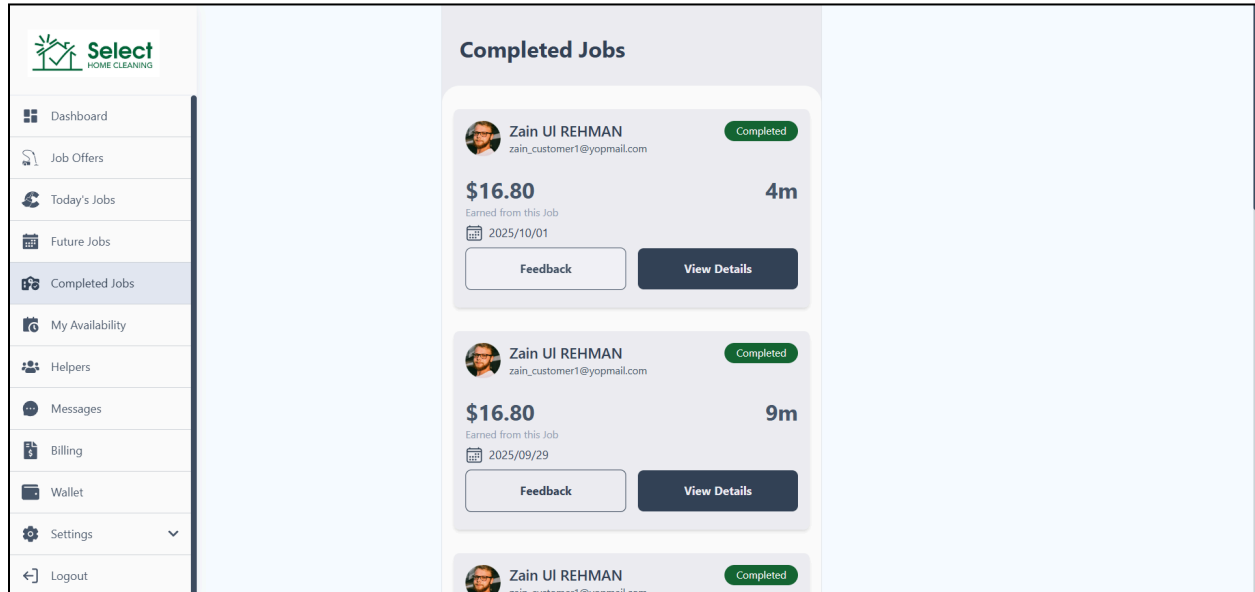 Select
HOME CLEANING
Dashboard
Job Offers
Today's Jobs
Future Jobs
Completed Jobs
My Availability
Helpers
Messages
Billing
Wallet
Settings
Logout
Completed Jobs
Zain Ul REHMAN
Completed
zain_customer1@yopmail.com
$16.80
4m
Earned from this Job
2025/10/01
Feedback
View Details
Zain Ul REHMAN
Completed
zain_customer1@yopmail.com
$16.80
9m
Earned from this Job
2025/09/29
Feedback
View Details
Zain Ul REHMAN
Completed
zain_customer1@yopmail.com